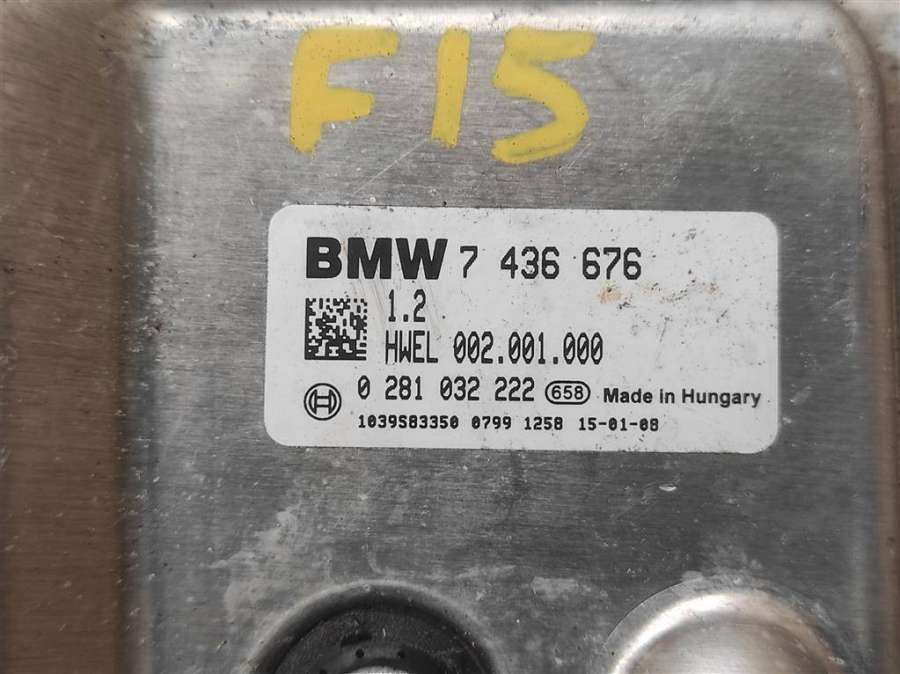 F15
BMW 7 436 676
1.2
HWEL 002.001.000
0 281 032 222 658 Made in Hungary
1039S83350 0799 1258 15-01-08